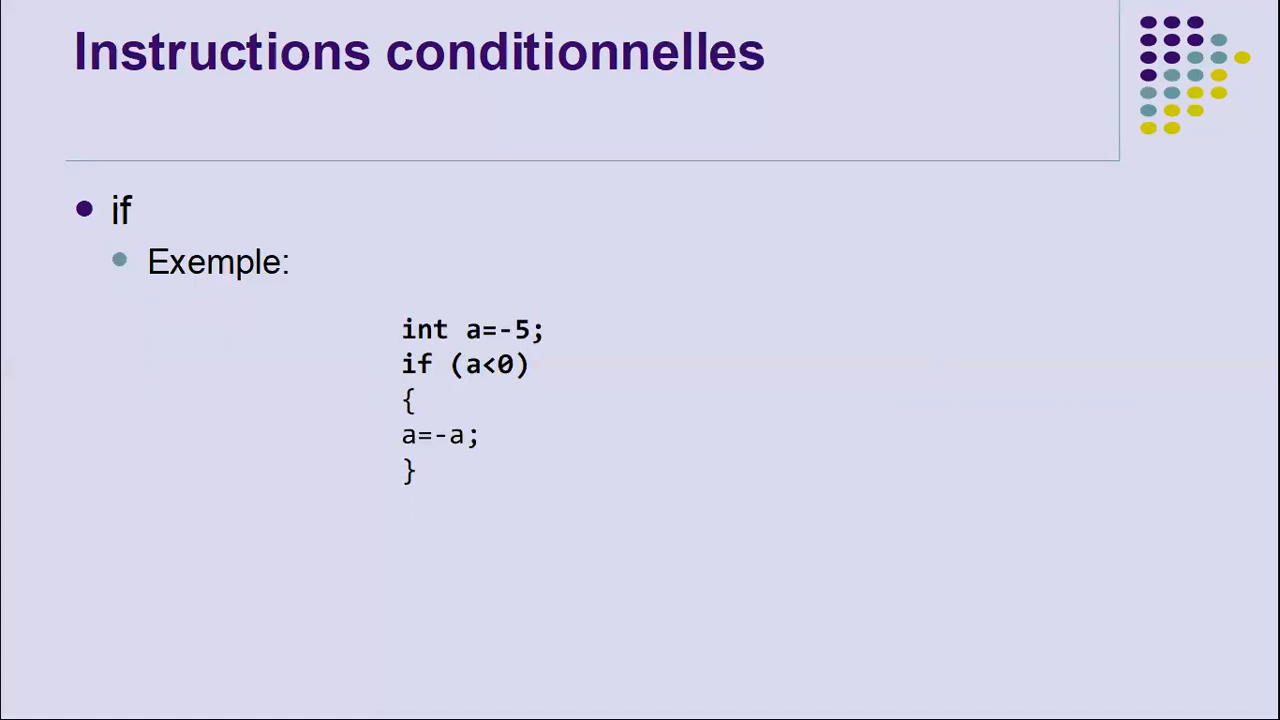 Instructions conditionnelles
if
Exemple:
int a=-5;
if (a<0)
{
a=-a;
}